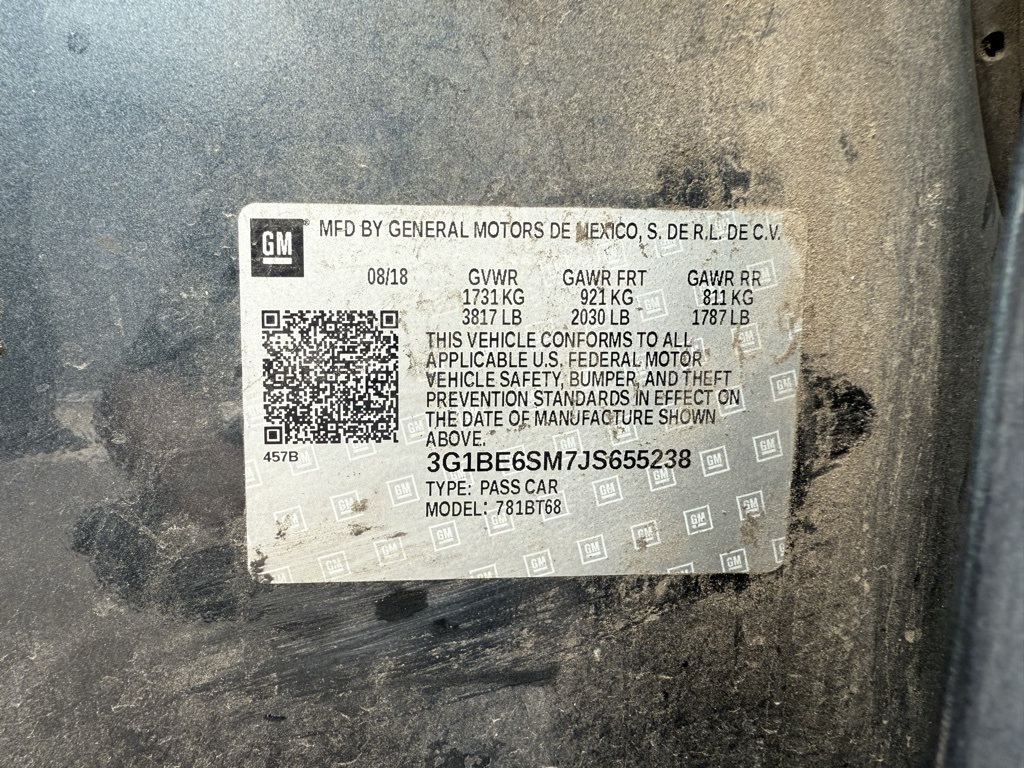 GM
MFD BY GENERAL MOTORS DE MEXICO, S. DE R.L. DE C.V.
08/18 GVWR GAWR FRT GAWR RR
1731 KG 921 KG 811 KG
3817 LB 2030 LB 1787 LB
THIS VEHICLE CONFORMS TO ALL
APPLICABLE U.S. FEDERAL MOTOR
VEHICLE SAFETY, BUMPER, AND THEFT
PREVENTION STANDARDS IN EFFECT ON
THE DATE OF MANUFACTURE SHOWN
ABOVE.
457B
3G1BE6SM7JS655238
TYPE: PASS CAR
MODEL: 781BT68